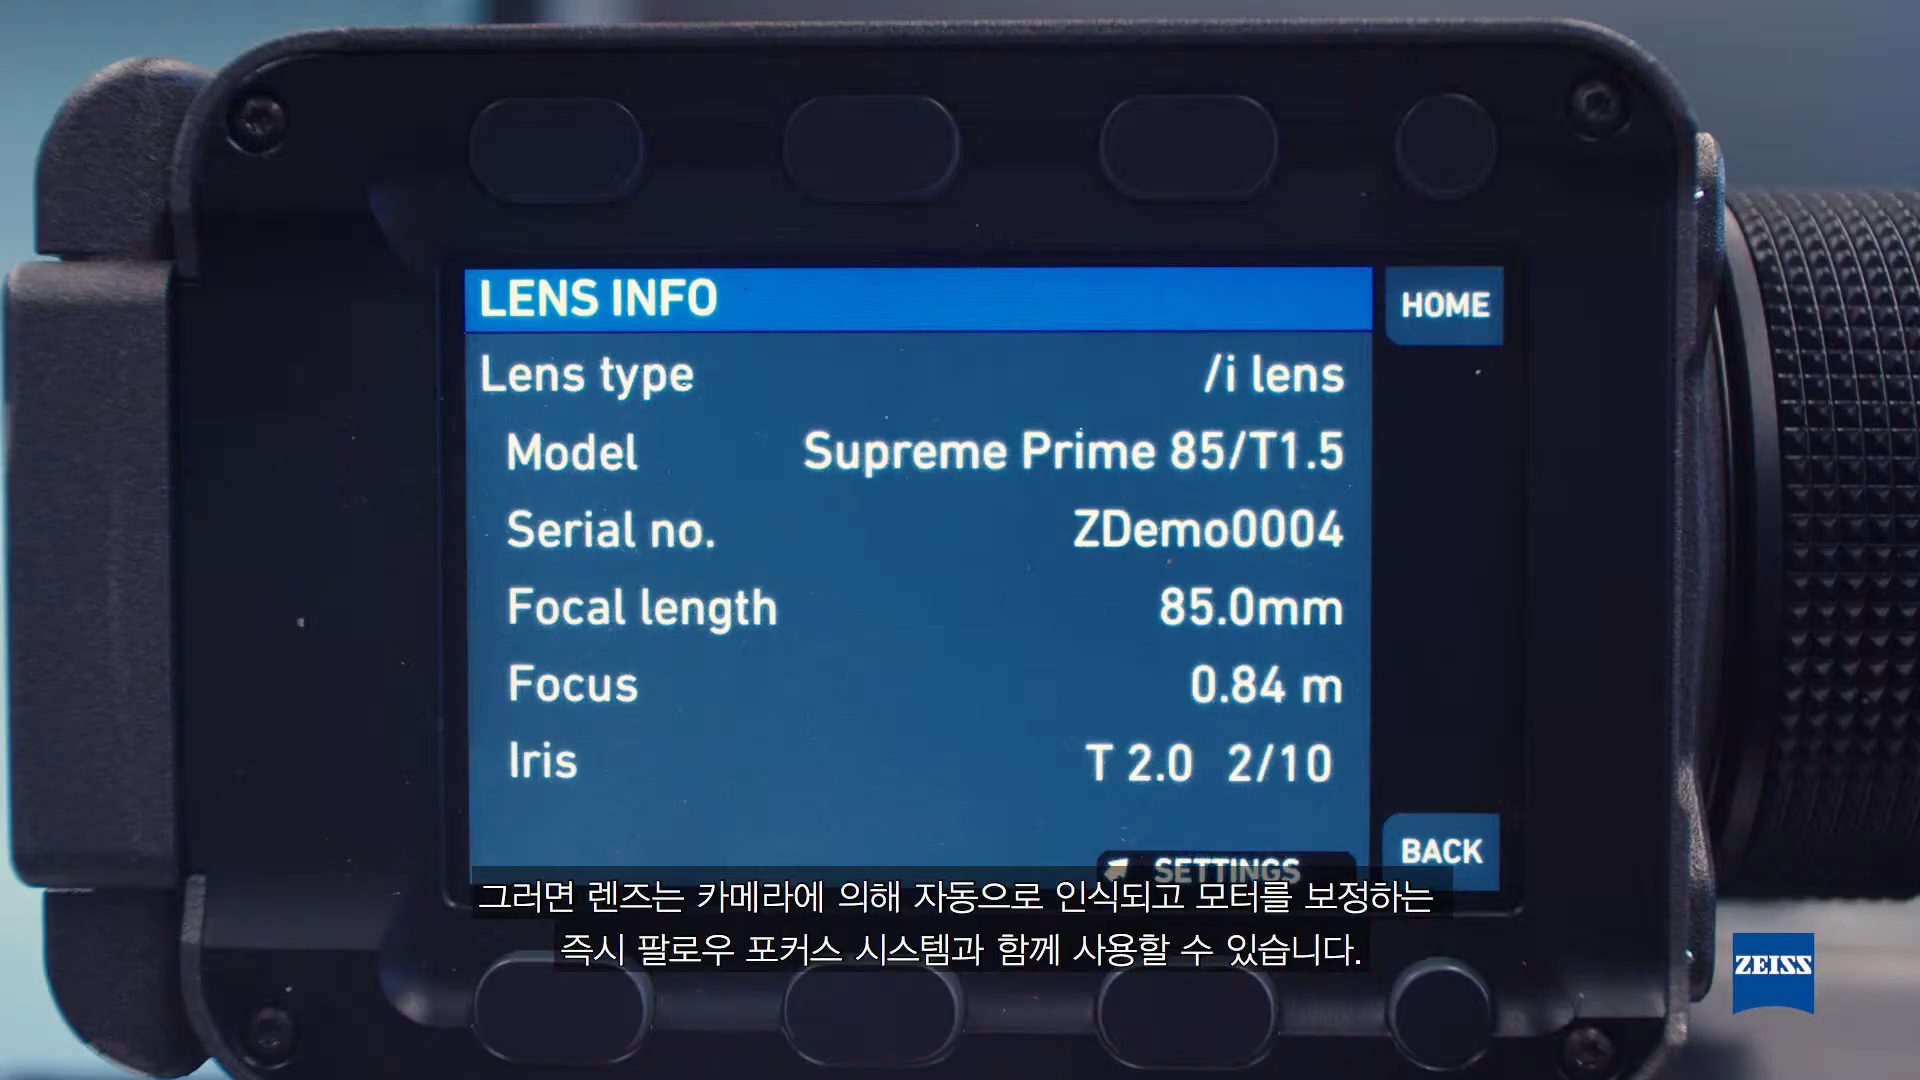 LENS INFO
HOME
Lens type /i lens
Model Supreme Prime 85/T1.5
Serial no. ZDemo0004
Focal length 85.0mm
Focus 0.84 m
Iris T 2.0 2/10
SETTINGS
BACK
그러면 렌즈는 카메라에 의해 자동으로 인식되고 모터를 보정하는
즉시 팔로우 포커스 시스템과 함께 사용할 수 있습니다.
ZEISS